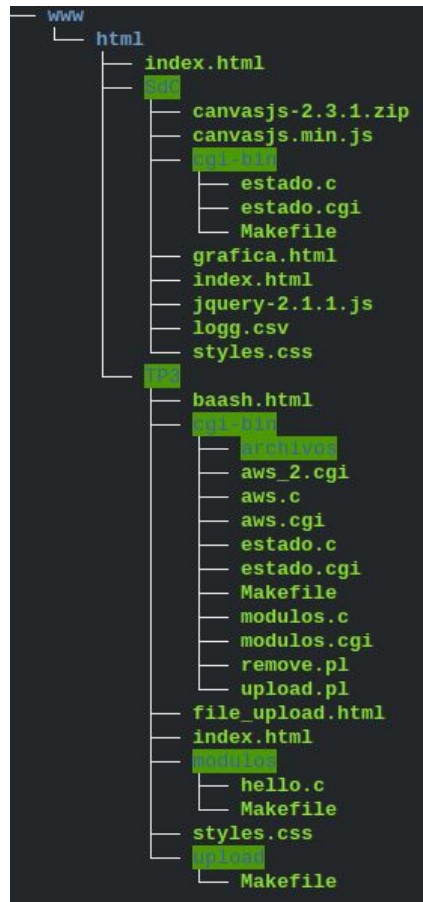 www
html
index.html
SdC
canvasjs-2.3.1.zip
canvasjs.min.js
cgi-bin
estado.c
estado.cgi
Makefile
grafica.html
index.html
jquery-2.1.1.js
logg.csv
styles.css
TP3
baash.html
cgi-bin
archivos
aws_2.cgi
aws.c
aws.cgi
estado.c
estado.cgi
Makefile
modulos.c
modulos.cgi
remove.pl
upload.pl
file_upload.html
index.html
modulos
hello.c
Makefile
styles.css
upload
Makefile